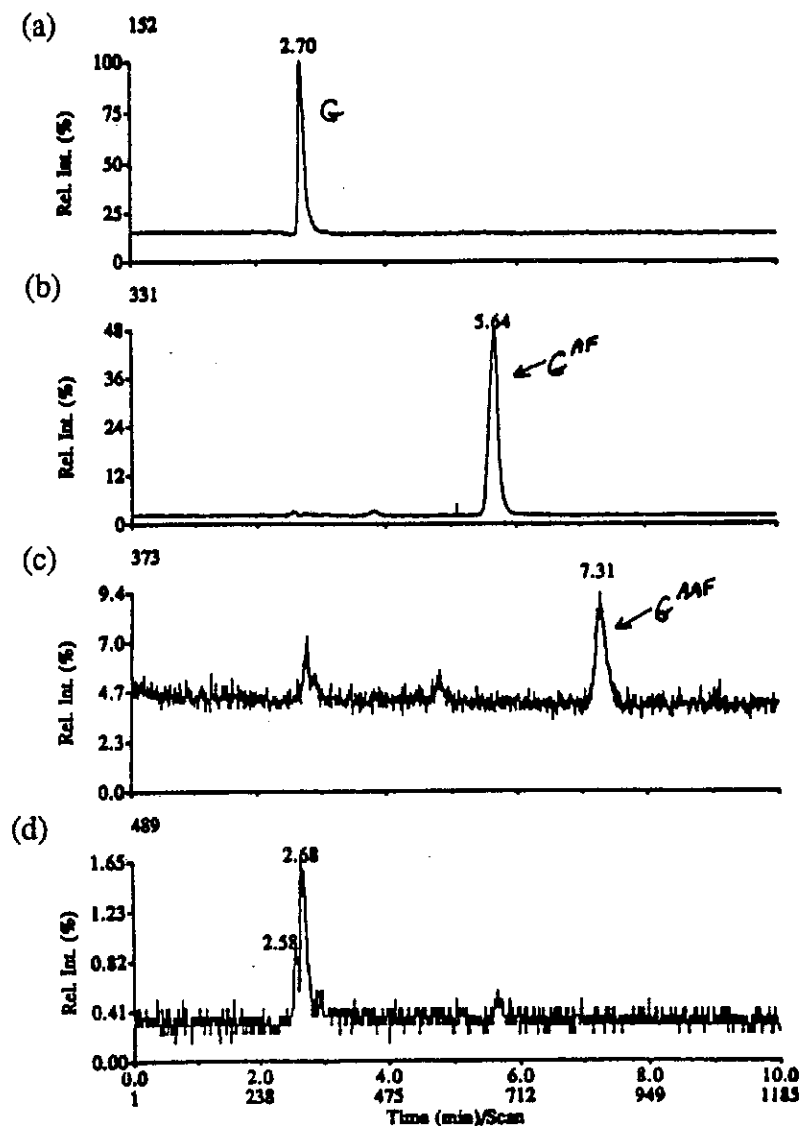 (a)
152
2.70
G
100
75
50
25
0
Rel. Int. (%)
(b)
331
5.64
G^AF
48
36
24
12
0
Rel. Int. (%)
(c)
373
7.31
G^AAF
9.4
7.0
4.7
2.3
0.0
Rel. Int. (%)
(d)
489
2.68
2.58
1.65
1.23
0.82
0.41
0.00
Rel. Int. (%)
0.0 2.0 4.0 6.0 8.0 10.0
1 238 475 712 949 1185
Time (min)/Scan